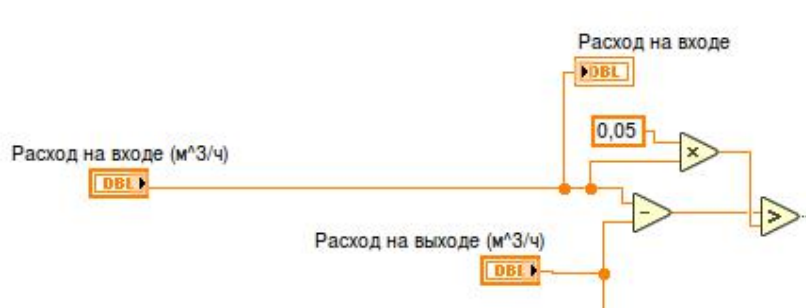 Расход на входе
DBL
0,05
×
Расход на входе (м^3/ч)
DBL
-
>
Расход на выходе (м^3/ч)
DBL